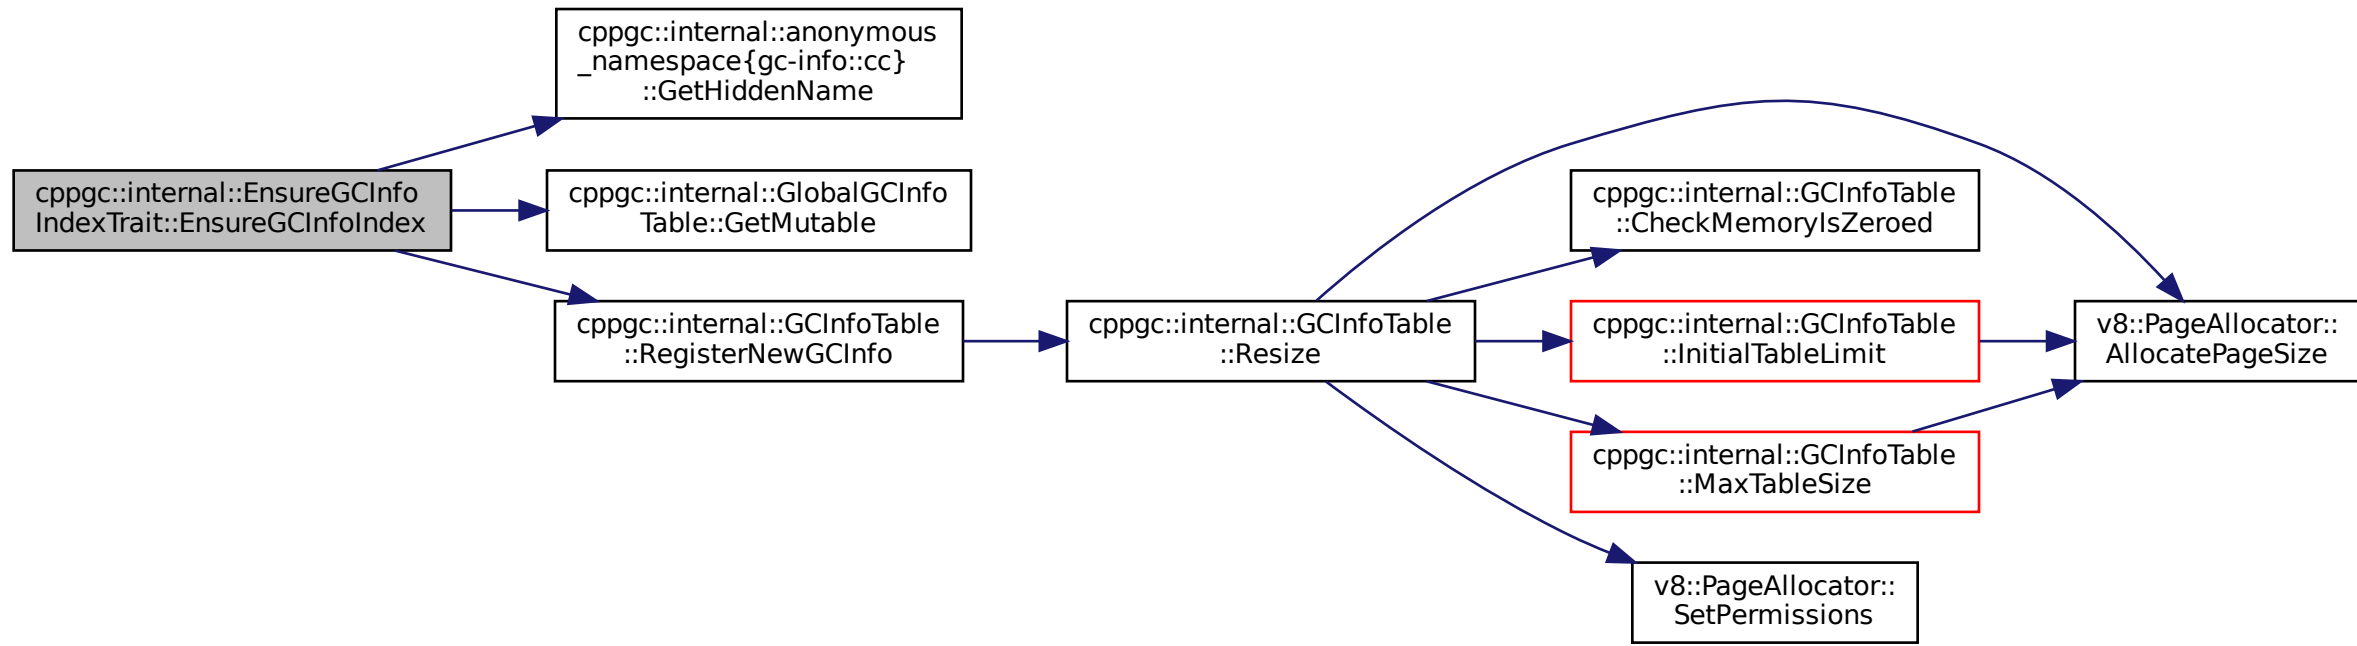 cppgc::internal::anonymous
_namespace{gc-info::cc}
::GetHiddenName
cppgc::internal::EnsureGCInfo
IndexTrait::EnsureGCInfoIndex
cppgc::internal::GlobalGCInfo
Table::GetMutable
cppgc::internal::GCInfoTable
::RegisterNewGCInfo
cppgc::internal::GCInfoTable
::Resize
cppgc::internal::GCInfoTable
::CheckMemoryIsZeroed
cppgc::internal::GCInfoTable
::InitialTableLimit
v8::PageAllocator::
AllocatePageSize
cppgc::internal::GCInfoTable
::MaxTableSize
v8::PageAllocator::
SetPermissions